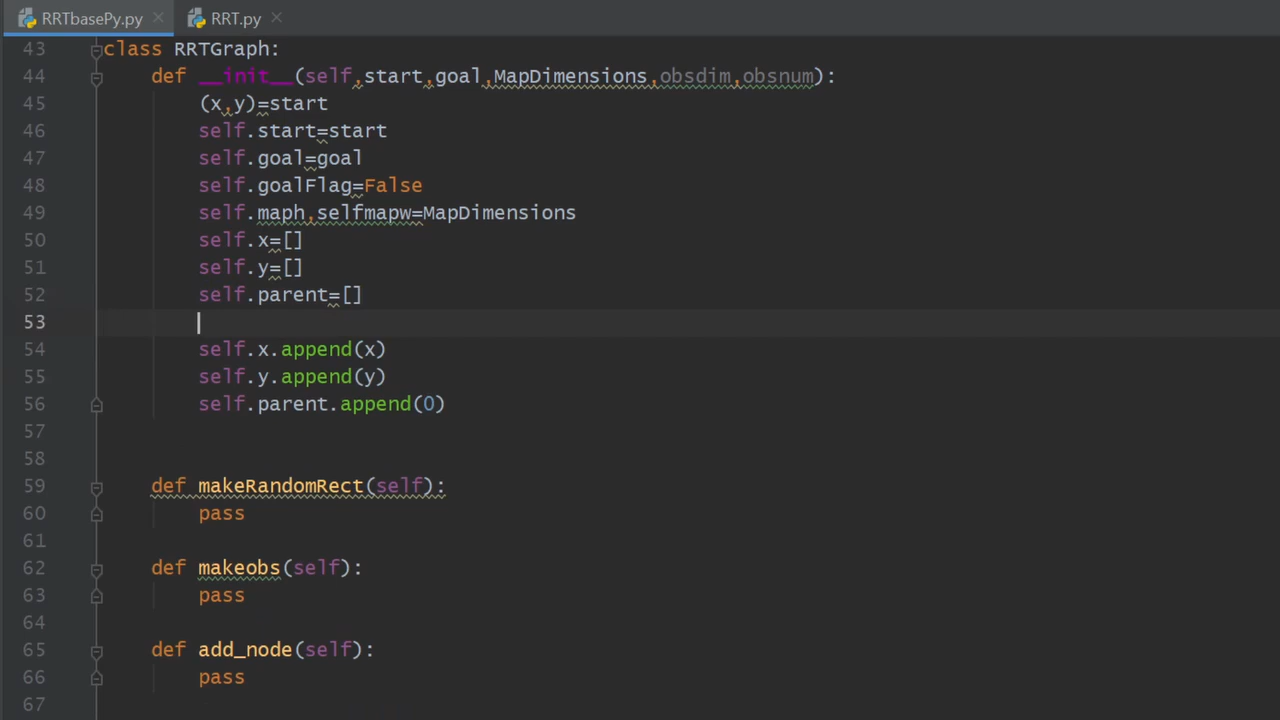 RRTbasePy.py RRT.py
43 class RRTGraph:
44 def __init__(self,start,goal,MapDimensions,obsdim,obsnum):
45 (x,y)=start
46 self.start=start
47 self.goal=goal
48 self.goalFlag=False
49 self.maph,selfmapw=MapDimensions
50 self.x=[]
51 self.y=[]
52 self.parent=[]
53
54 self.x.append(x)
55 self.y.append(y)
56 self.parent.append(0)
57
58
59 def makeRandomRect(self):
60 pass
61
62 def makeobs(self):
63 pass
64
65 def add_node(self):
66 pass
67